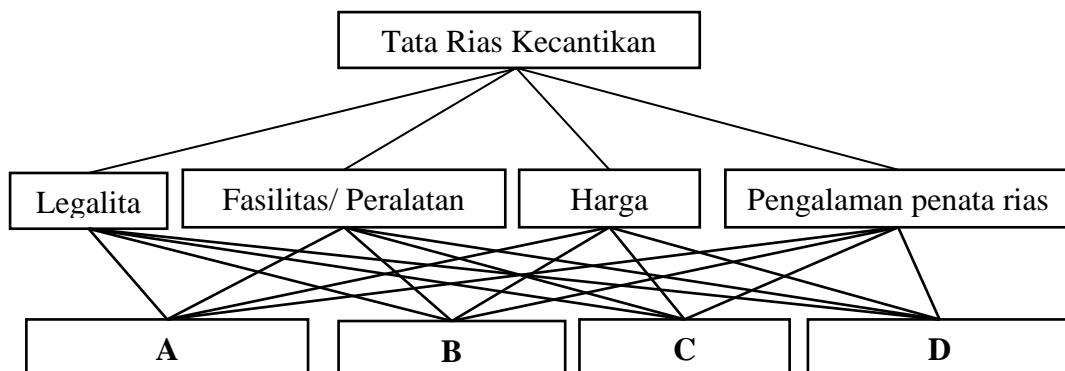 Tata Rias Kecantikan
Legalita
Fasilitas/ Peralatan
Harga
Pengalaman penata rias
A
B
C
D